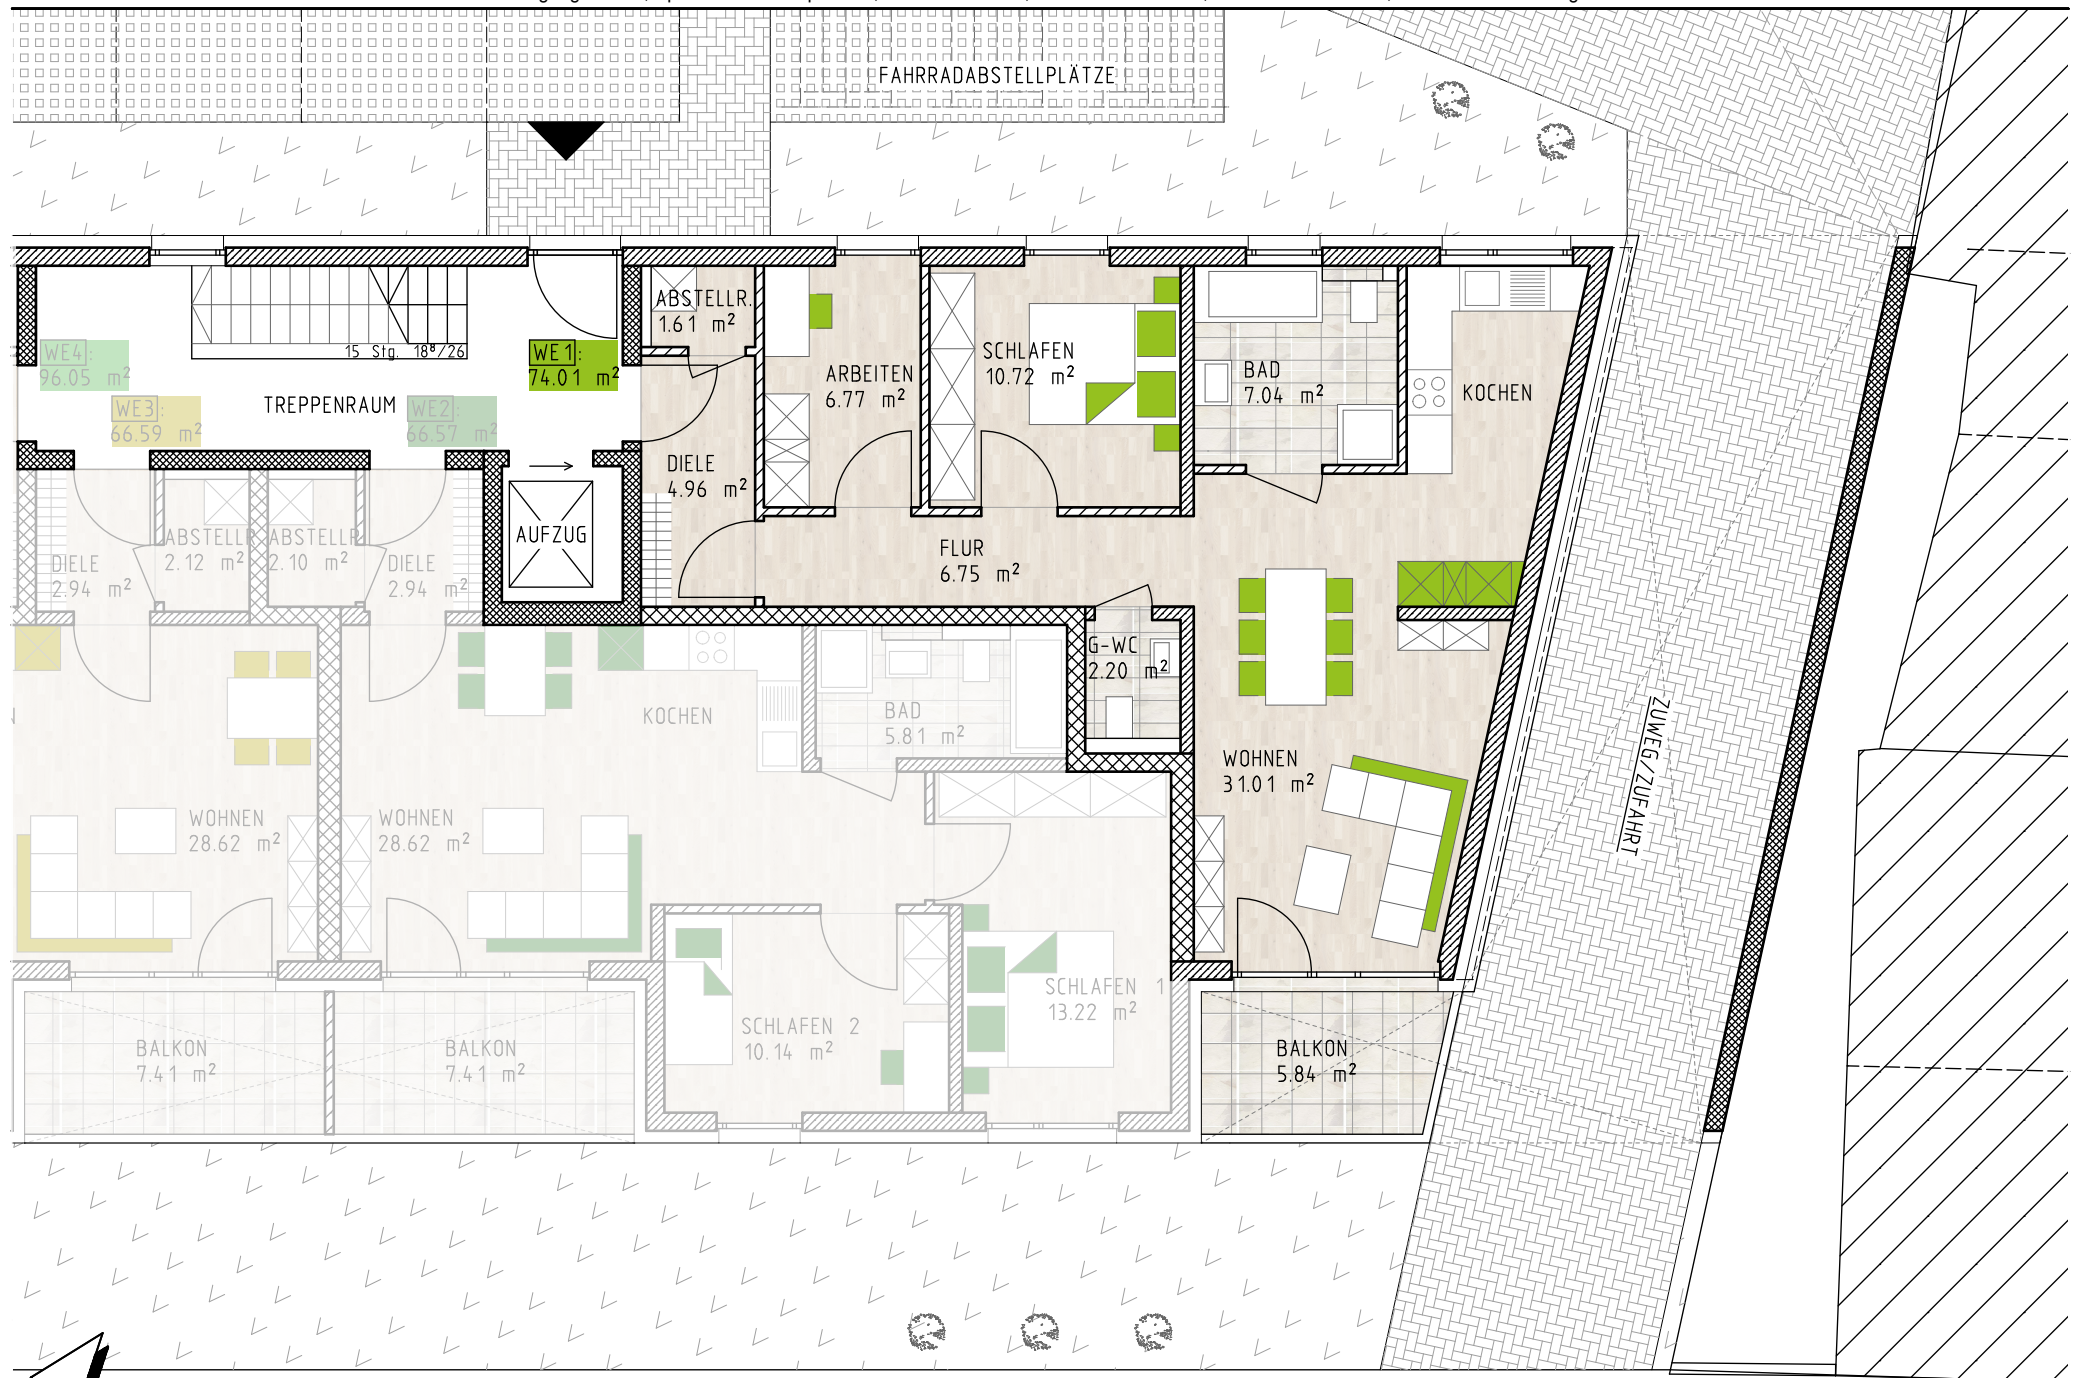 FAHRRADABSTELLPLÄTZE
ABSTELLR.
1.61 m²
WE4:
96.05 m²
15 Stg. 18⁸/26
WE1:
74.01 m²
SCHLAFEN
10.72 m²
ARBEITEN
6.77 m²
BAD
7.04 m²
KOCHEN
WE3:
66.59 m²
TREPPENRAUM
WE2:
66.57 m²
DIELE
4.96 m²
AUFZUG
ABSTELLR
2.12 m²
ABSTELLR
2.10 m²
DIELE
2.94 m²
DIELE
2.94 m²
FLUR
6.75 m²
G-WC
2.20 m²
N
KOCHEN
BAD
5.81 m²
WOHNEN
31.01 m²
ZUWEG/ZUFAHRT
WOHNEN
28.62 m²
WOHNEN
28.62 m²
SCHLAFEN 1
13.22 m²
SCHLAFEN 2
10.14 m²
BALKON
7.41 m²
BALKON
7.41 m²
BALKON
5.84 m²